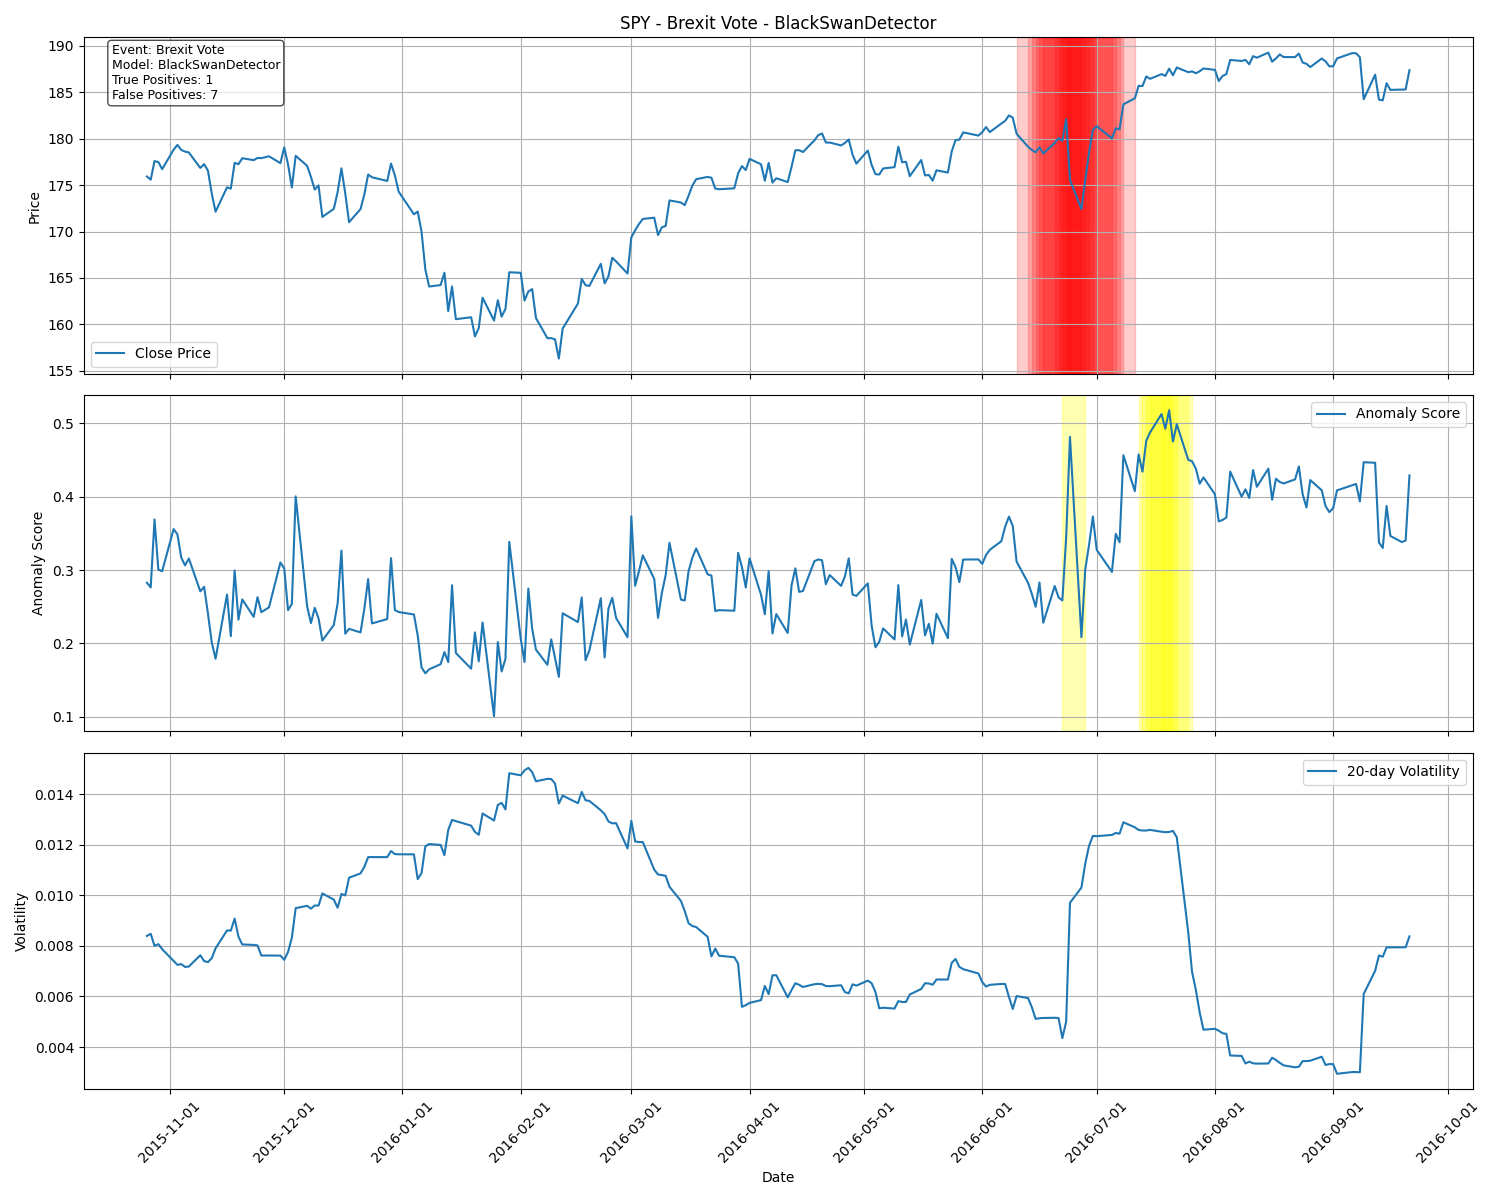 SPY - Brexit Vote - BlackSwanDetector
Event: Brexit Vote
Model: BlackSwanDetector
True Positives: 1
False Positives: 7
190
185
180
175
170
165
160
155
Price
Close Price
Anomaly Score
0.5
0.4
0.3
0.2
0.1
Anomaly Score
20-day Volatility
0.014
0.012
0.010
0.008
0.006
0.004
Volatility
2015-11-01
2015-12-01
2016-01-01
2016-02-01
2016-03-01
2016-04-01
2016-05-01
2016-06-01
2016-07-01
2016-08-01
2016-09-01
2016-10-01
Date